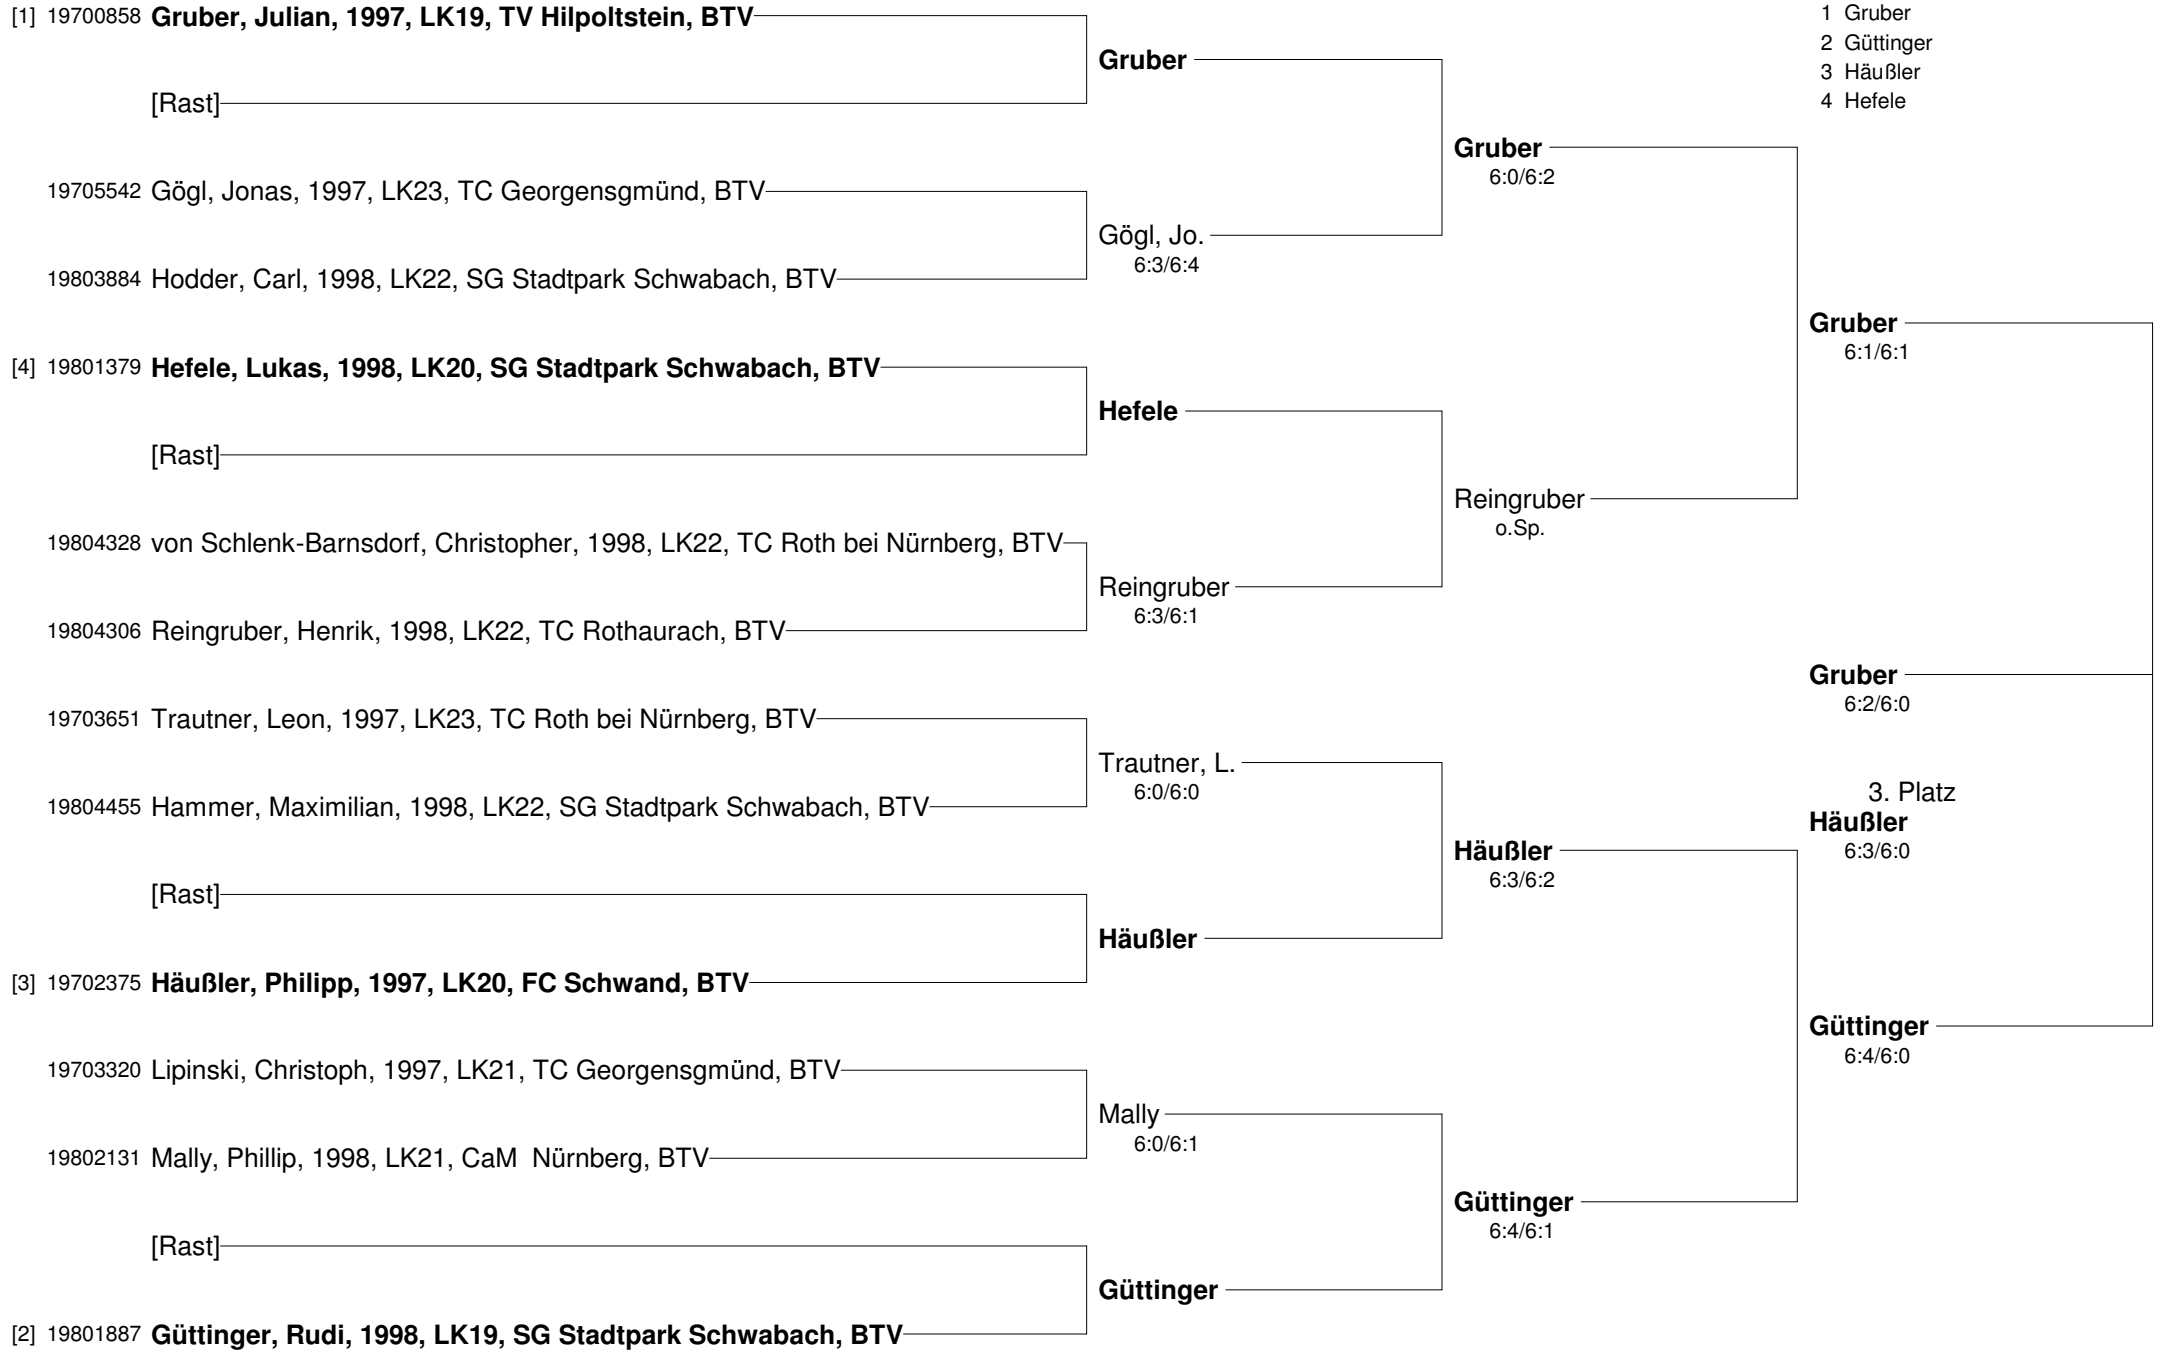 [1] 19700858 Gruber, Julian, 1997, LK19, TV Hilpoltstein, BTV
[Rast]
19705542 Gögl, Jonas, 1997, LK23, TC Georgensgmünd, BTV
19803884 Hodder, Carl, 1998, LK22, SG Stadtpark Schwabach, BTV
[4] 19801379 Hefele, Lukas, 1998, LK20, SG Stadtpark Schwabach, BTV
[Rast]
19804328 von Schlenk-Barnsdorf, Christopher, 1998, LK22, TC Roth bei Nürnberg, BTV
19804306 Reingruber, Henrik, 1998, LK22, TC Rothaurach, BTV
19703651 Trautner, Leon, 1997, LK23, TC Roth bei Nürnberg, BTV
19804455 Hammer, Maximilian, 1998, LK22, SG Stadtpark Schwabach, BTV
[Rast]
[3] 19702375 Häußler, Philipp, 1997, LK20, FC Schwand, BTV
19703320 Lipinski, Christoph, 1997, LK21, TC Georgensgmünd, BTV
19802131 Mally, Phillip, 1998, LK21, CaM  Nürnberg, BTV
[Rast]
[2] 19801887 Güttinger, Rudi, 1998, LK19, SG Stadtpark Schwabach, BTV
Gruber
Gögl, Jo.
6:3/6:4
Hefele
Reingruber
6:3/6:1
Trautner, L.
6:0/6:0
Häußler
Mally
6:0/6:1
Güttinger
Gruber
6:0/6:2
Reingruber
o.Sp.
Häußler
6:3/6:2
Güttinger
6:4/6:1
1 Gruber
2 Güttinger
3 Häußler
4 Hefele
Gruber
6:1/6:1
Gruber
6:2/6:0
3. Platz
Häußler
6:3/6:0
Güttinger
6:4/6:0